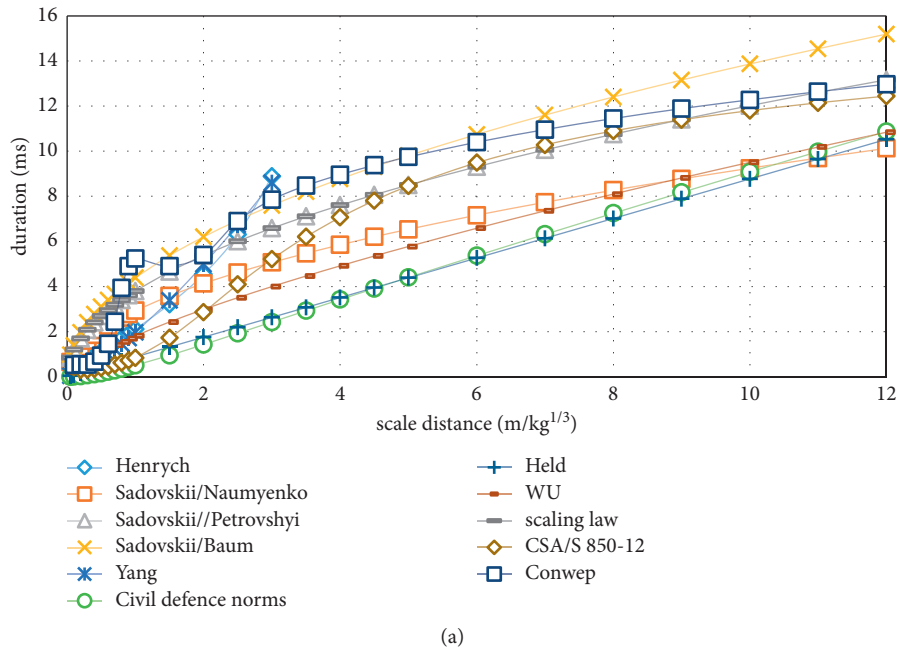 16
14
12
10
8
6
4
2
0
duration (ms)
0 2 4 6 8 10 12
scale distance (m/kg1/3)
Henrych
Sadovskii/Naumyenko
Sadovskii//Petrovshyi
Sadovskii/Baum
Yang
Civil defence norms
Held
WU
scaling law
CSA/S 850-12
Conwep
(a)